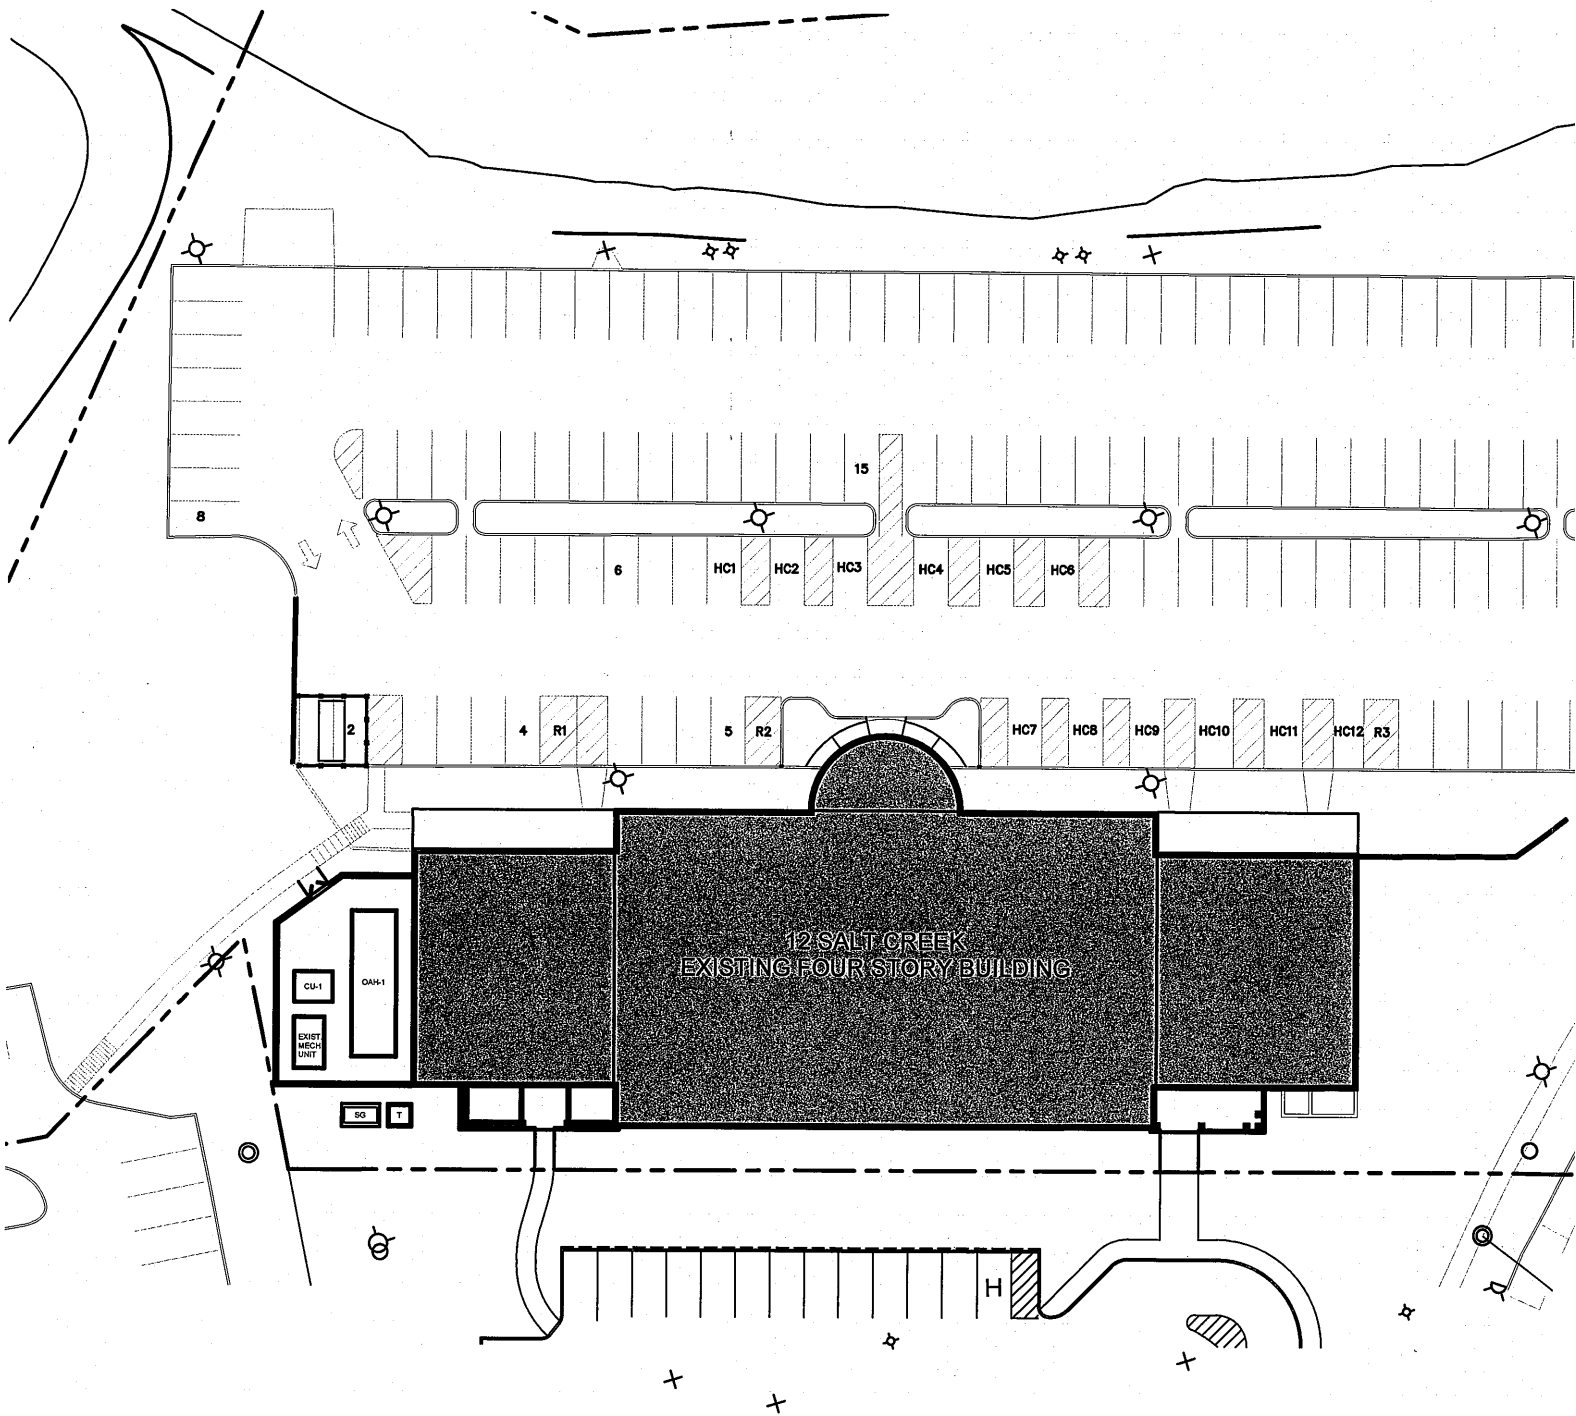 15
8
6
HC1
HC2
HC3
HC4
HC5
HC6
2
4
R1
5
R2
HC7
HC8
HC9
HC10
HC11
HC12
R3
12 SALT CREEK
EXISTING FOUR STORY BUILDING
CU-1
OAH-1
EXIST.
MECH
UNIT
SG
T
H